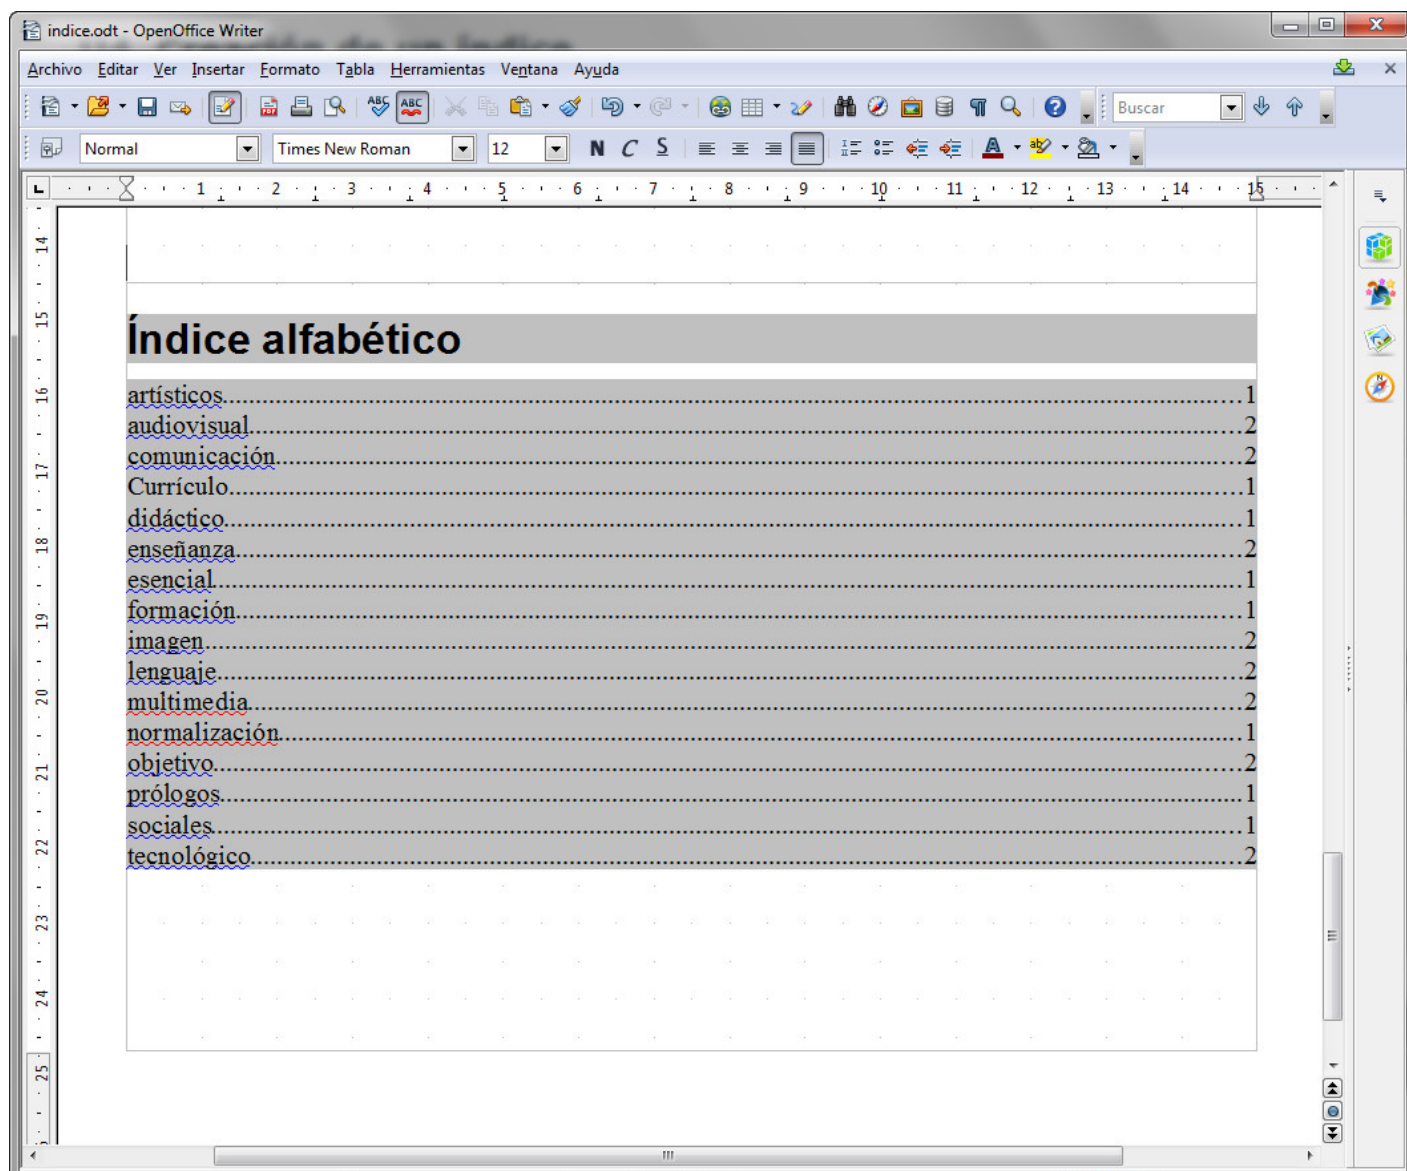 indice.odt - OpenOffice Writer
Archivo Editar Ver Insertar Formato Tabla Herramientas Ventana Ayuda
Buscar
Normal Times New Roman 12 N C S
1 2 3 4 5 6 7 8 9 10 11 12 13 14 15
14
15
16
17
18
19
20
21
22
23
24
25
Índice alfabético
artísticos.....1
audiovisual.....2
comunicación.....2
Currículo.....1
didáctico.....1
enseñanza.....2
esencial.....1
formación.....1
imagen.....2
lenguaje.....2
multimedia.....2
normalización.....1
objetivo.....2
prólogos.....1
sociales.....1
tecnológico.....2